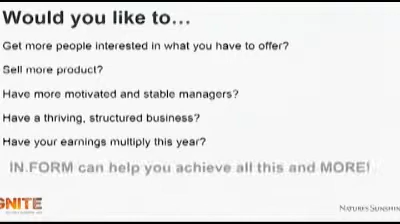 Would you like to…
Get more people interested in what you have to offer?
Sell more product?
Have more motivated and stable managers?
Have a thriving, structured business?
Have your earnings multiply this year?
IN.FORM can help you achieve all this and MORE!
GNITE
NATURE'S SUNSHIN